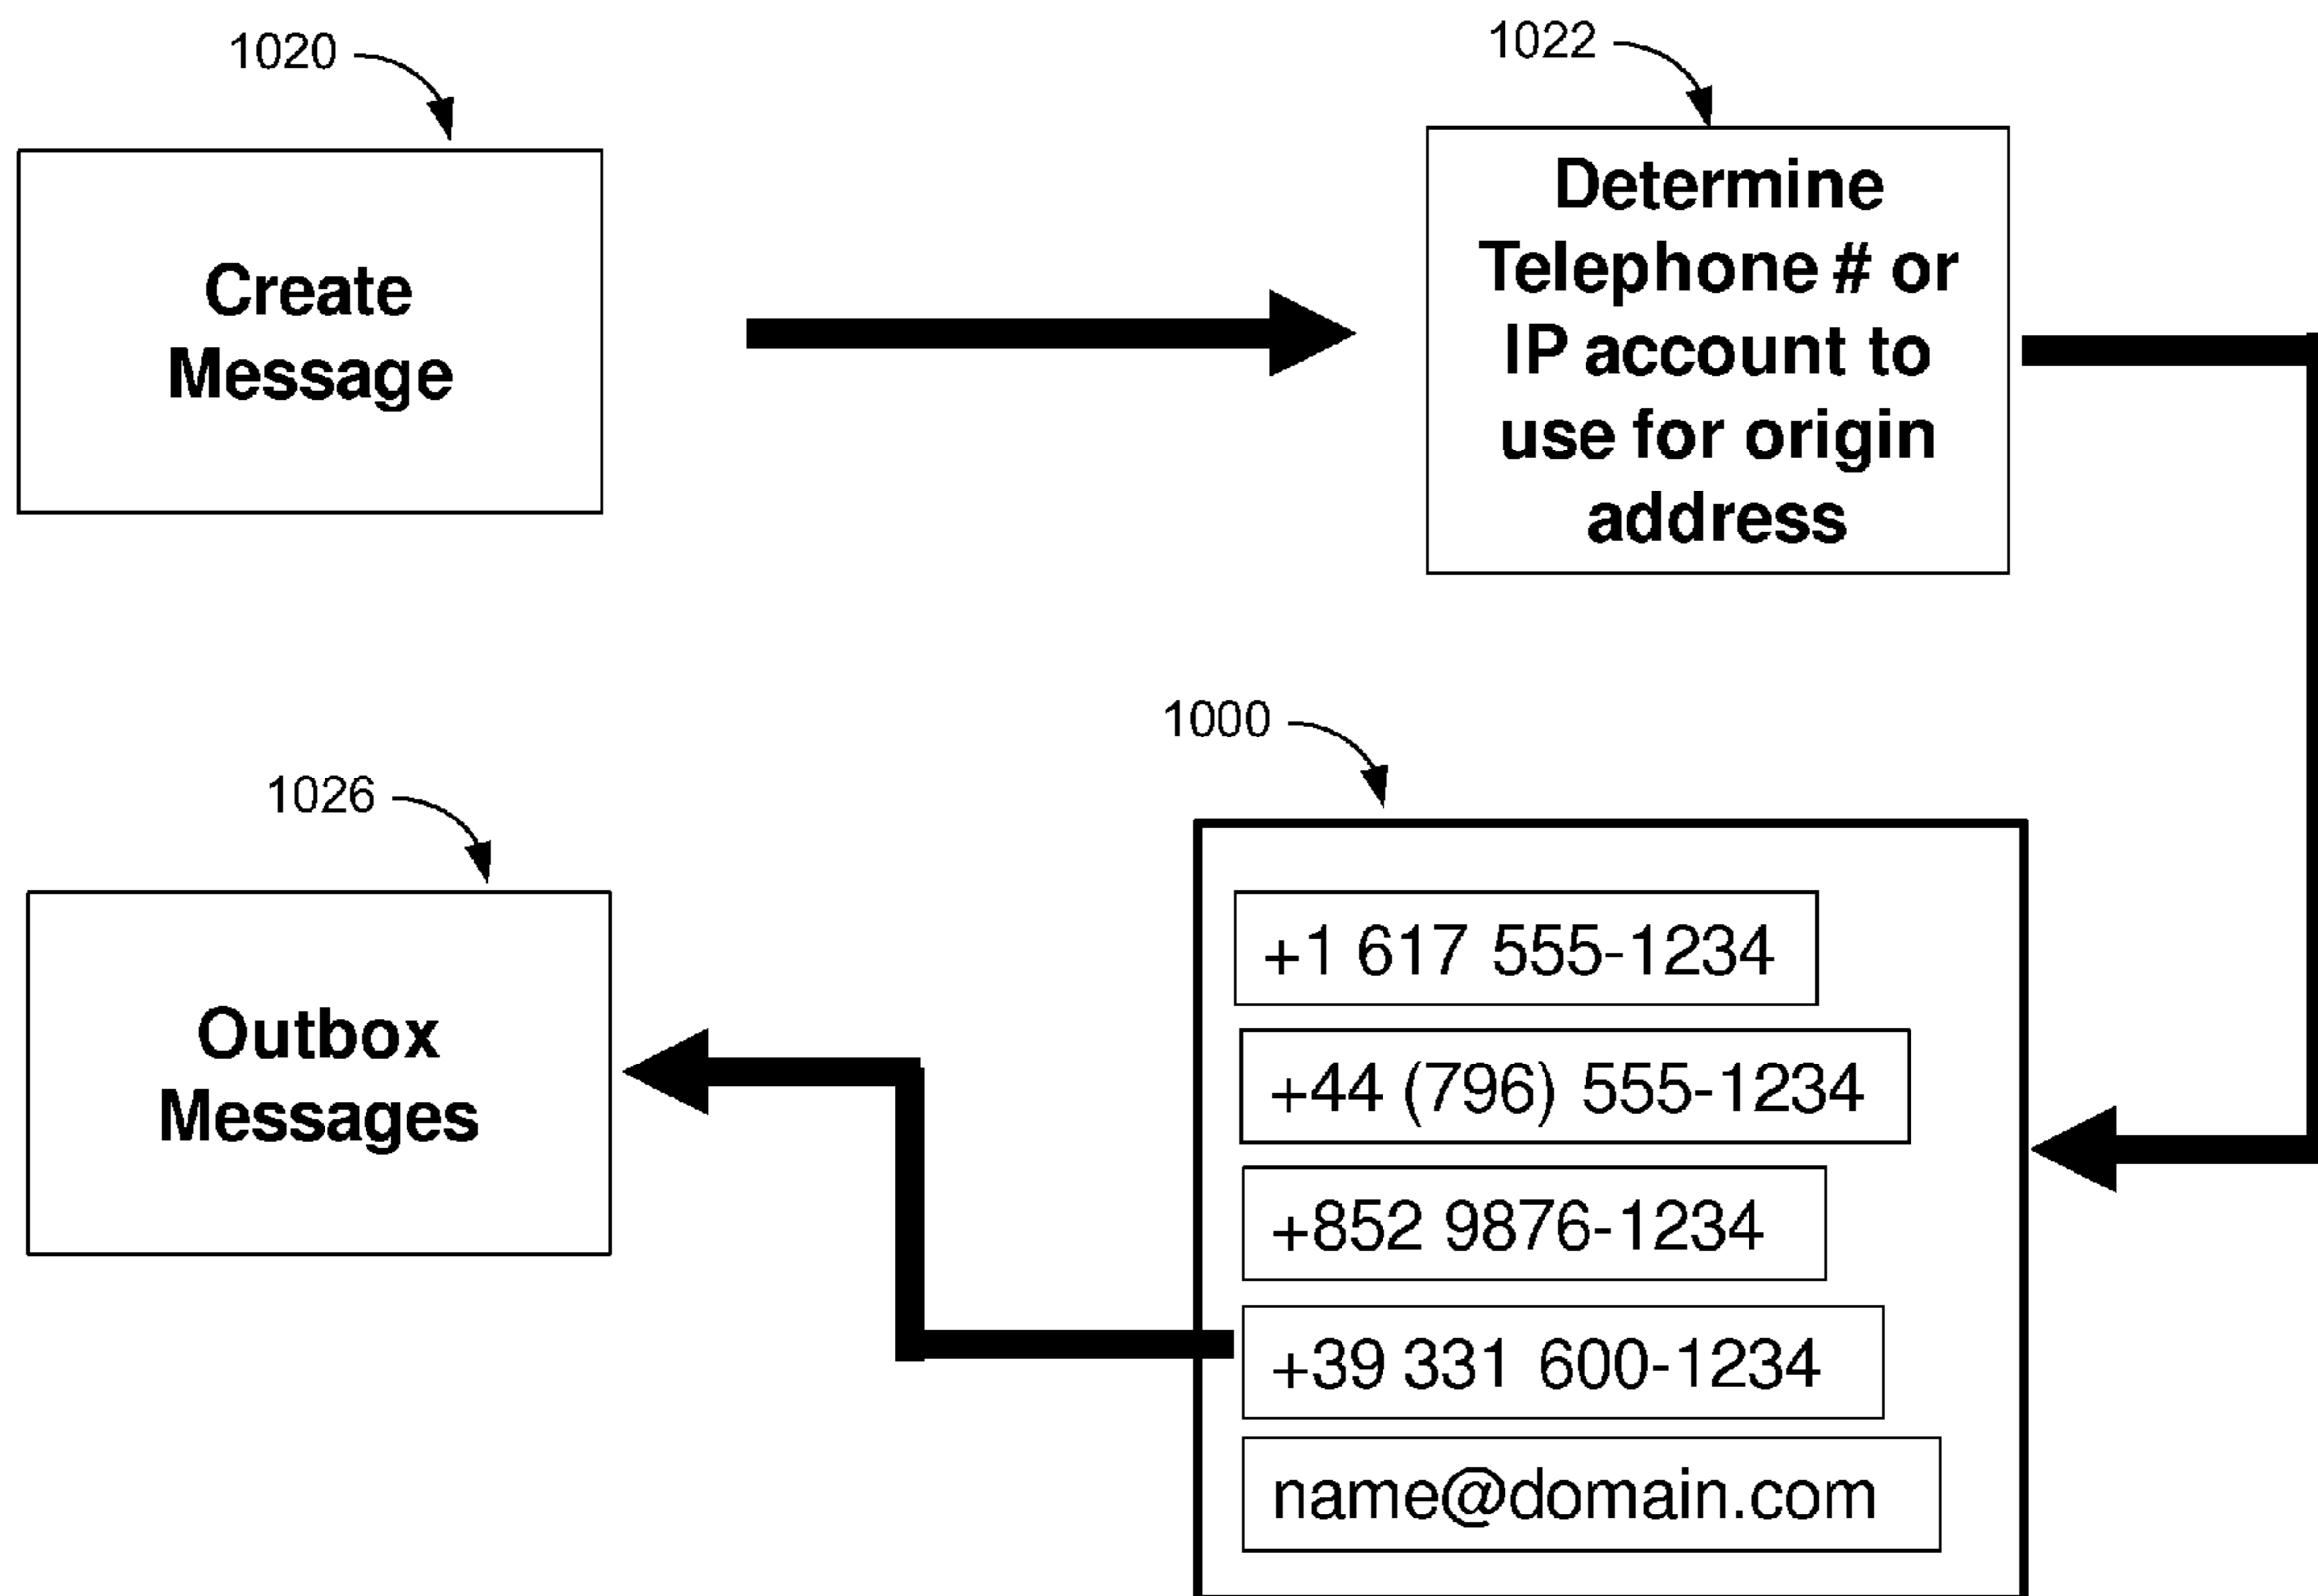 1020
Create
Message
1022
Determine
Telephone # or
IP account to
use for origin
address
1000
+1 617 555-1234
+44 (796) 555-1234
+852 9876-1234
+39 331 600-1234
name@domain.com
1026
Outbox
Messages